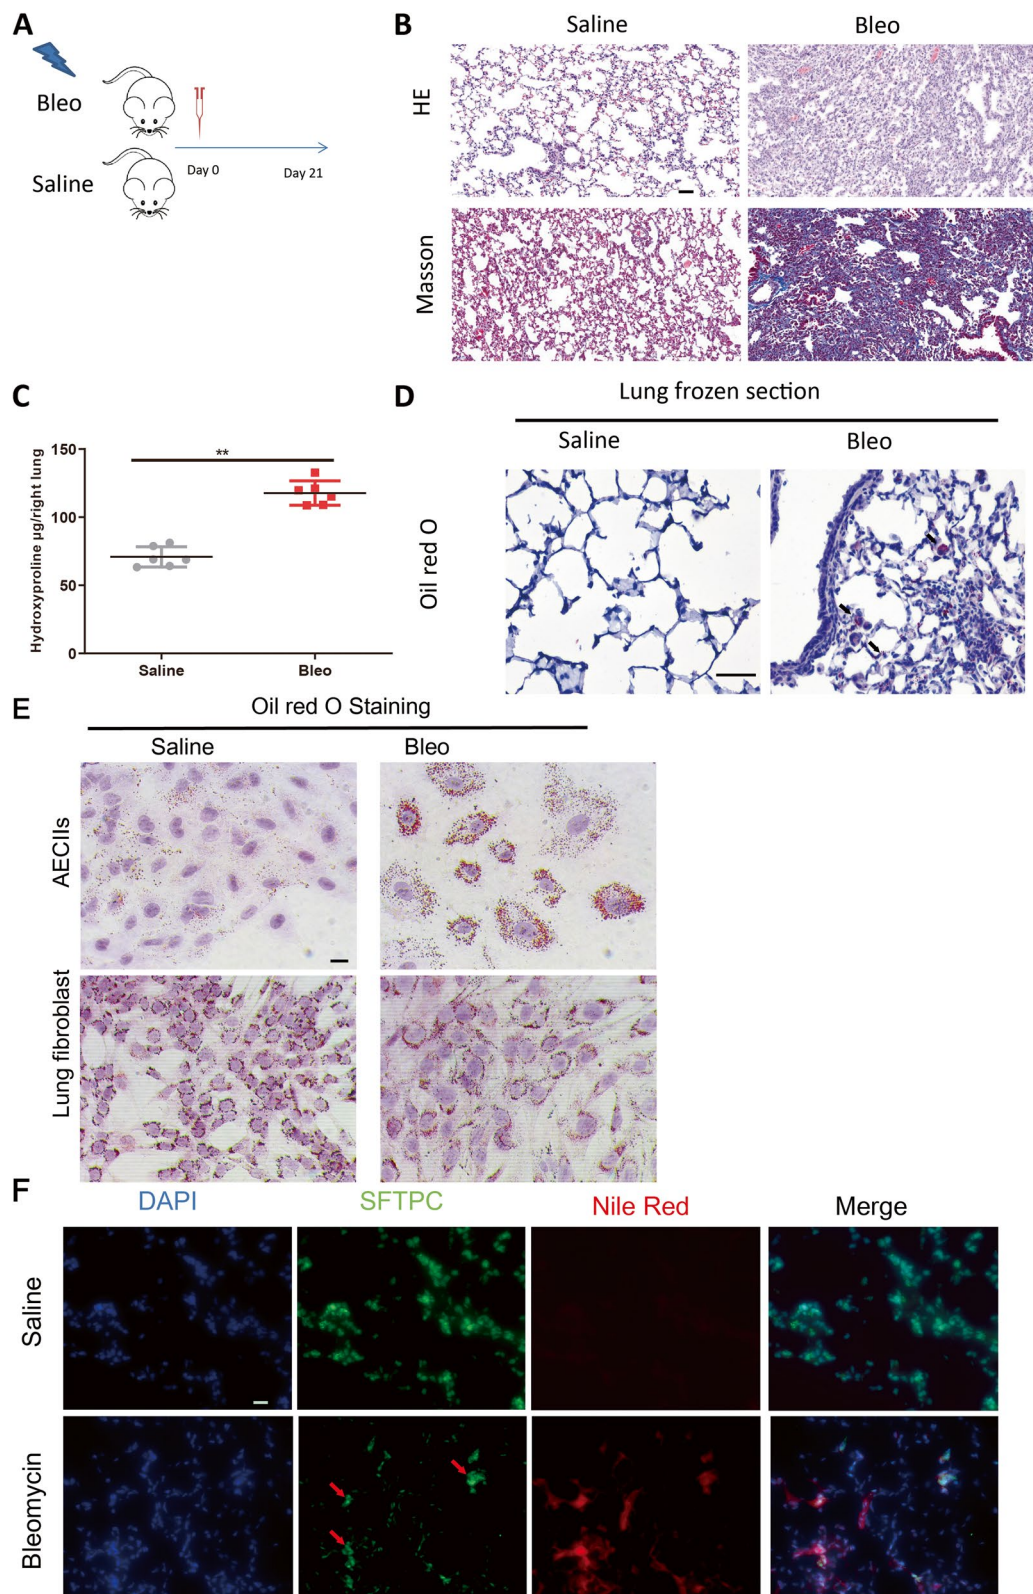 A
Bleo
Saline
Day 0
Day 21
B
Saline
Bleo
HE
Masson
C
Hydroxyproline µg/right lung
150
100
50
0
**
Saline
Bleo
D
Lung frozen section
Saline
Bleo
Oil red O
E
Oil red O Staining
Saline
Bleo
AECIIs
Lung fibroblast
F
DAPI
SFTPC
Nile Red
Merge
Saline
Bleomycin